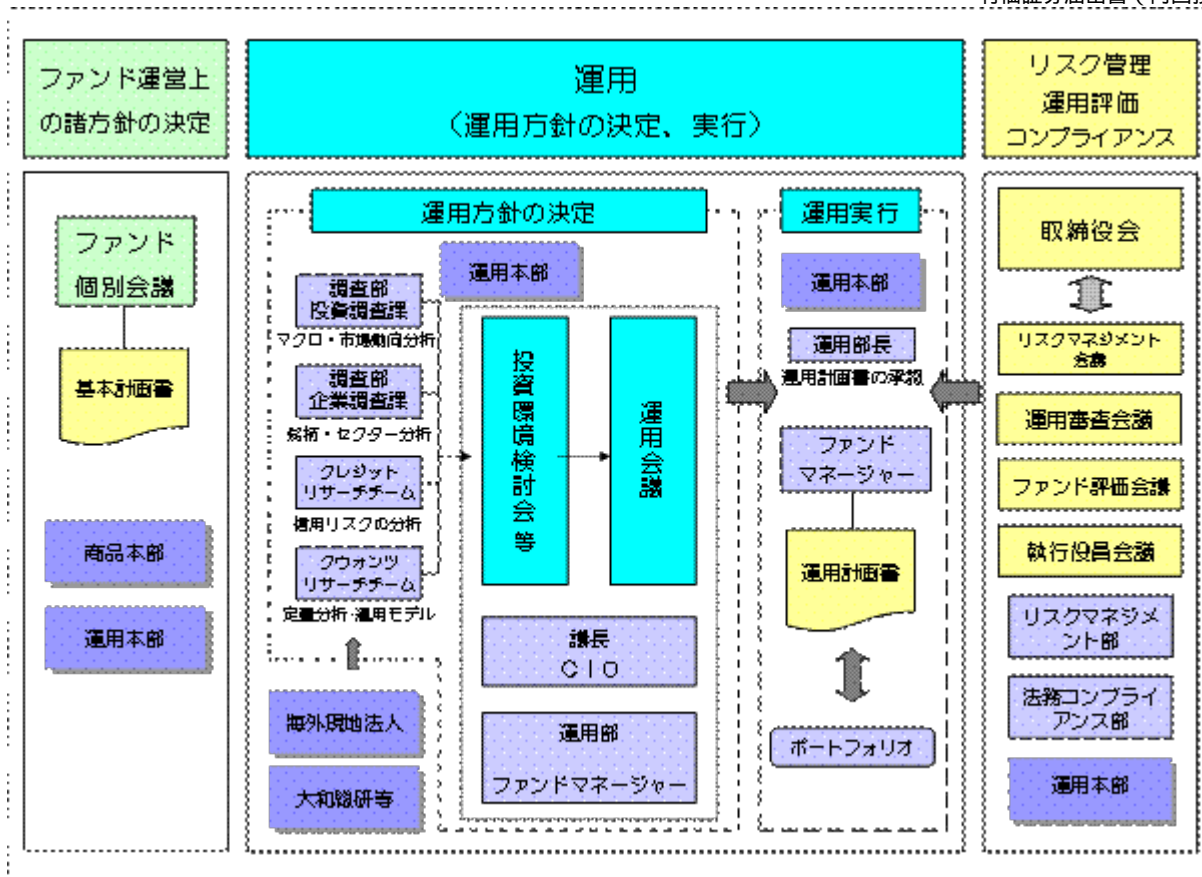 ファンド運営上
の諸方針の決定
運用
(運用方針の決定、実行)
リスク管理
運用評価
コンプライアンス
ファンド
個別会議
基本計画書
商品本部
運用本部
運用方針の決定
運用本部
調査部
投資調査課
マクロ・市場動向分析
調査部
企業調査課
銘柄・セクター分析
クレジット
リサーチチーム
信用リスクの分析
クウォンツ
リサーチチーム
定量分析・運用モデル
海外現地法人
大和総研等
投資環境検討会等
運用会議
議長
CIO
運用部
ファンドマネージャー
運用実行
運用本部
運用部長
運用計画書の承認
ファンド
マネージャー
運用計画書
ポートフォリオ
取締役会
リスクマネジメント
会議
運用審査会議
ファンド評価会議
執行役員会議
リスクマネジメ
ント部
法務コンプライ
アンス部
運用本部